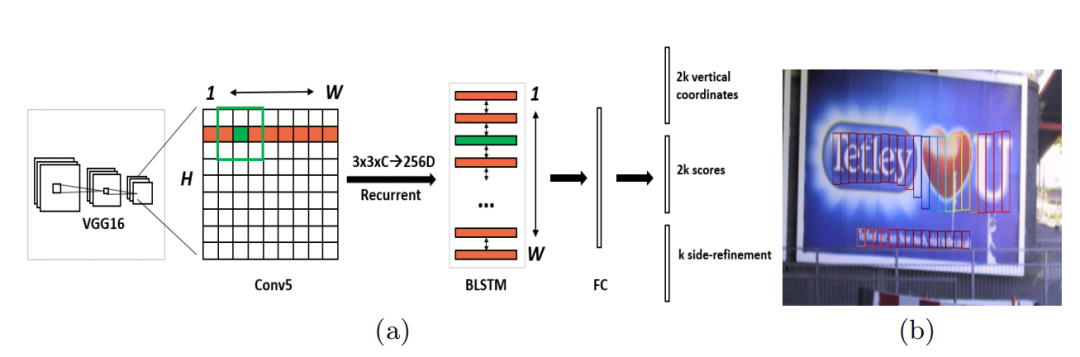 1 W
2k vertical
coordinates
1
H
3x3xC→256D
Recurrent
2k scores
Tetley
U
VGG16
...
W
k side-refinement
Conv5
BLSTM
FC
(a)
(b)